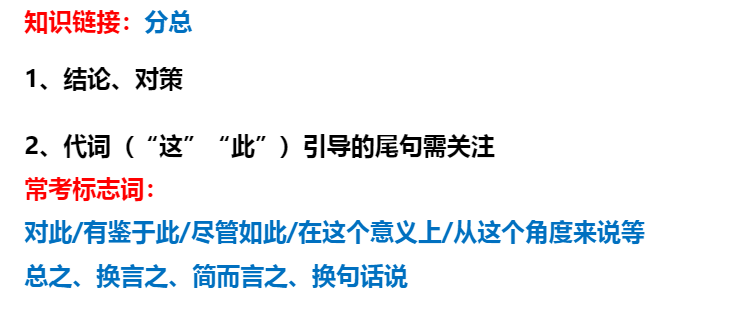 知识链接：分总
1、结论、对策
2、代词（“这”“此”）引导的尾句需关注
常考标志词：
对此/有鉴于此/尽管如此/在这个意义上/从这个角度来说等
总之、换言之、简而言之、换句话说